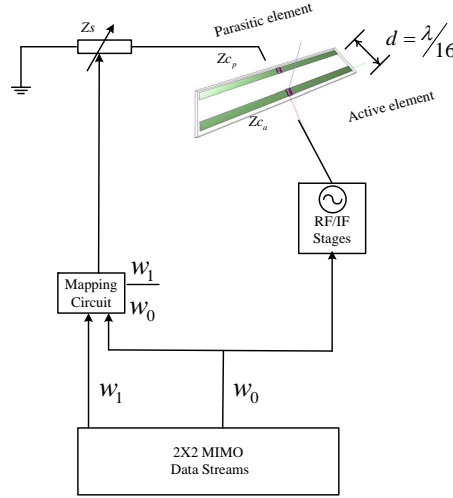 Zs
Parasitic element
Zc_p
d = λ/16
Zc_a
Active element
RF/IF
Stages
Mapping
Circuit
w_1
w_0
w_1
w_0
2X2 MIMO
Data Streams